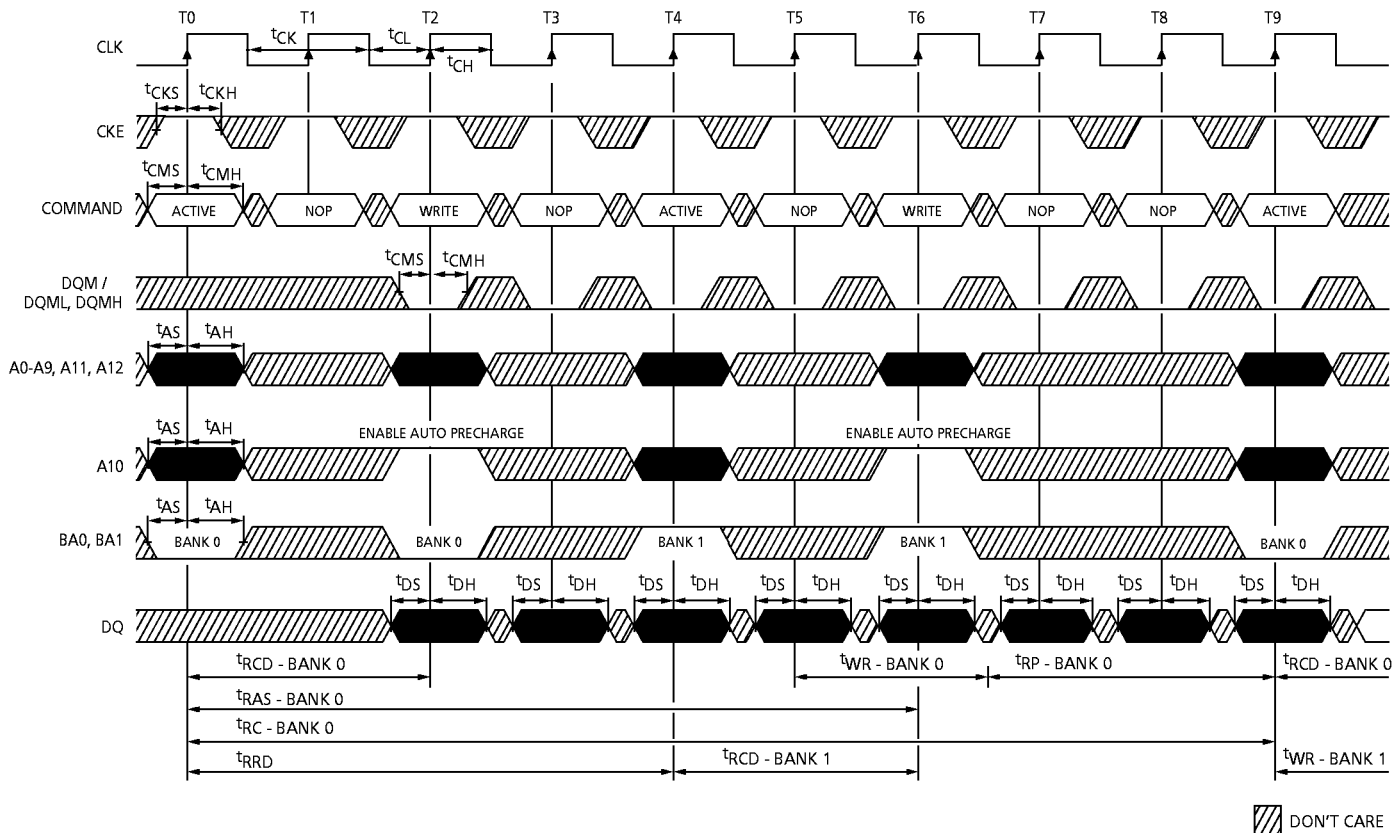 T0 T1 T2 T3 T4 T5 T6 T7 T8 T9
CLK
tCK tCL
tCH
tCKS tCKH
CKE
tCMS tCMH
COMMAND ACTIVE NOP WRITE NOP ACTIVE NOP WRITE NOP NOP ACTIVE
tCMS tCMH
DQM /
DQML, DQMH
tAS tAH
A0-A9, A11, A12
tAS tAH ENABLE AUTO PRECHARGE ENABLE AUTO PRECHARGE
A10
tAS tAH
BA0, BA1 BANK 0 BANK 0 BANK 1 BANK 1 BANK 0
tDS tDH tDS tDH tDS tDH tDS tDH tDS tDH tDS tDH tDS tDH tDS tDH
DQ
tRCD - BANK 0 tWR - BANK 0 tRP - BANK 0 tRCD - BANK 0
tRAS - BANK 0
tRC - BANK 0
tRRD tRCD - BANK 1 tWR - BANK 1
DON'T CARE